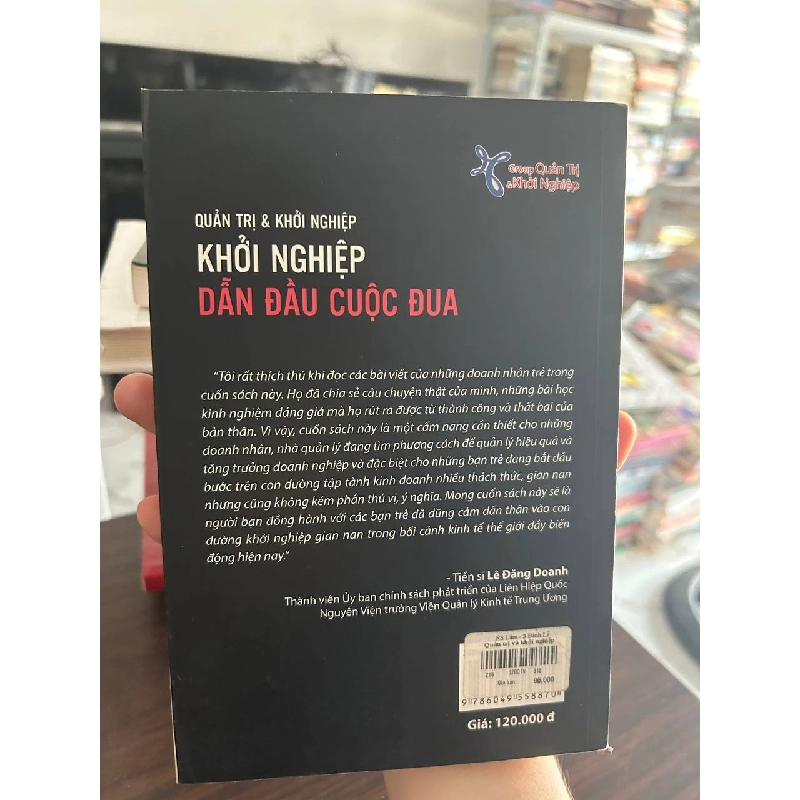 Group Quản Trị
&Khởi Nghiệp
QUẢN TRỊ & KHỞI NGHIỆP
KHỞI NGHIỆP
DẪN ĐẦU CUỘC ĐUA
"Tôi rất thích thú khi đọc các bài viết của những doanh nhân trẻ trong
cuốn sách này. Họ đã chia sẻ câu chuyện thật của mình, những bài học
kinh nghiệm đáng giá mà họ rút ra được từ thành công và thất bại của
bản thân. Vì vậy, cuốn sách này là một cẩm nang cần thiết cho những
doanh nhân, nhà quản lý đang tìm phương cách để quản lý hiệu quả và
tăng trưởng doanh nghiệp và đặc biệt cho những bạn trẻ đang bắt đầu
bước trên con đường tập tành kinh doanh nhiều thách thức, gian nan
nhưng cũng không kém phần thú vị, ý nghĩa. Mong cuốn sách này sẽ là
người bạn đồng hành với các bạn trẻ đã dũng cảm dấn thân vào con
đường khởi nghiệp gian nan trong bối cảnh kinh tế thế giới đầy biến
động hiện nay."
- Tiến sĩ Lê Đăng Doanh
Thành viên Ủy ban chính sách phát triển của Liên Hiệp Quốc
Nguyên Viện trưởng Viện Quản lý Kinh tế Trung Ương
Quản trị và khởi nghiệp
90.000
9 786049 558870
Giá: 120.000 đ